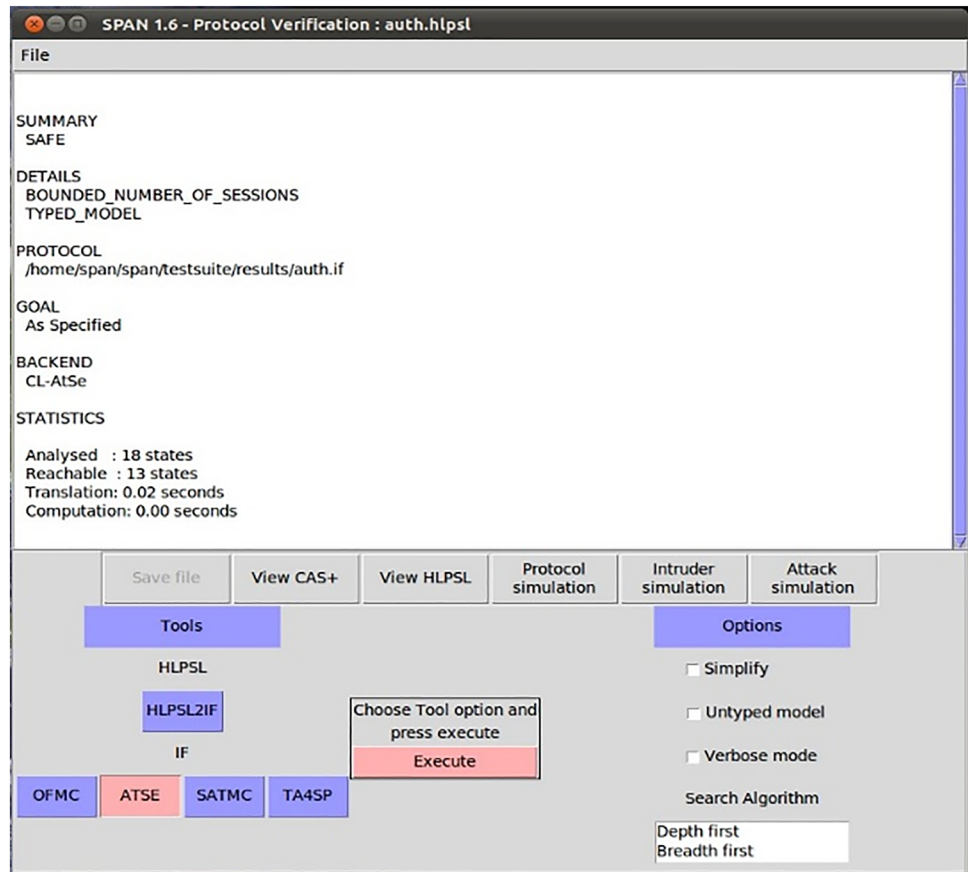 SPAN 1.6 - Protocol Verification : auth.hlpsl
File
SUMMARY
SAFE
DETAILS
BOUNDED_NUMBER_OF_SESSIONS
TYPED_MODEL
PROTOCOL
/home/span/span/testsuite/results/auth.if
GOAL
As Specified
BACKEND
CL-AtSe
STATISTICS
Analysed : 18 states
Reachable : 13 states
Translation: 0.02 seconds
Computation: 0.00 seconds
Save file
View CAS+
View HLPSL
Protocol
simulation
Intruder
simulation
Attack
simulation
Tools
HLPSL
HLPSL2IF
IF
OFMC
ATSE
SATMC
TA4SP
Choose Tool option and
press execute
Execute
Options
Simplify
Untyped model
Verbose mode
Search Algorithm
Depth first
Breadth first